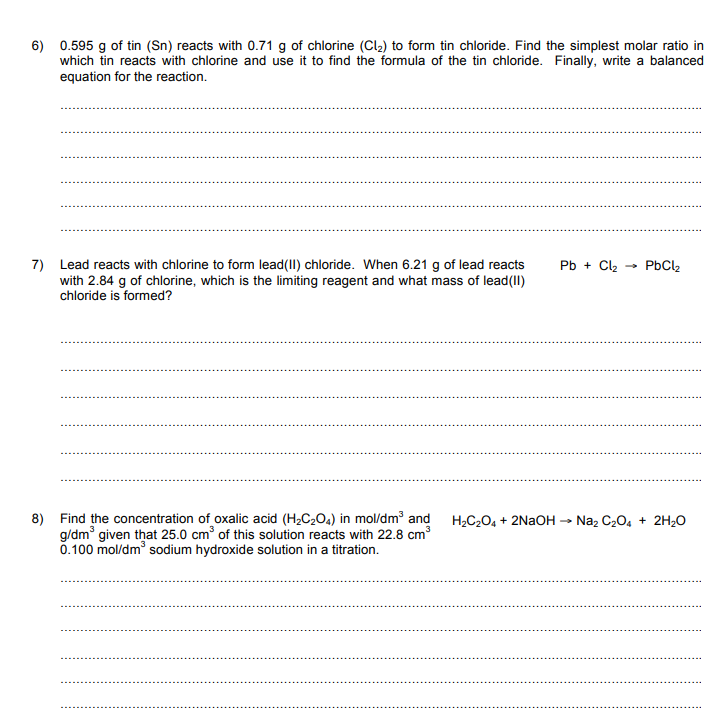 6) 0.595 g of tin (Sn) reacts with 0.71 g of chlorine (Cl₂) to form tin chloride. Find the simplest molar ratio in
which tin reacts with chlorine and use it to find the formula of the tin chloride. Finally, write a balanced
equation for the reaction.
7) Lead reacts with chlorine to form lead(II) chloride. When 6.21 g of lead reacts
with 2.84 g of chlorine, which is the limiting reagent and what mass of lead(II)
chloride is formed?
Pb + Cl₂ → PbCl₂
8) Find the concentration of oxalic acid (H₂C₂O₄) in mol/dm³ and
g/dm³ given that 25.0 cm³ of this solution reacts with 22.8 cm³
0.100 mol/dm³ sodium hydroxide solution in a titration.
H₂C₂O₄ + 2NaOH → Na₂ C₂O₄ + 2H₂O